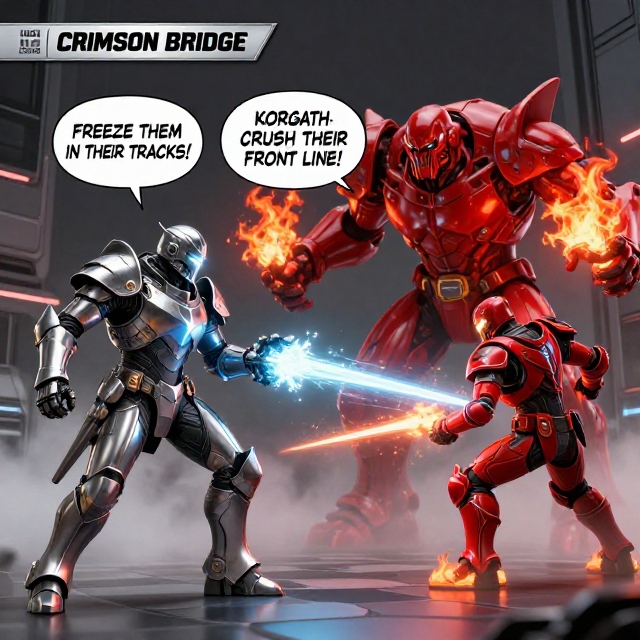 CRIMSON BRIDGE
FREEZE THEM
IN THEIR TRACKS!
KORGATH-
CRUSH THEIR
FRONT LINE!